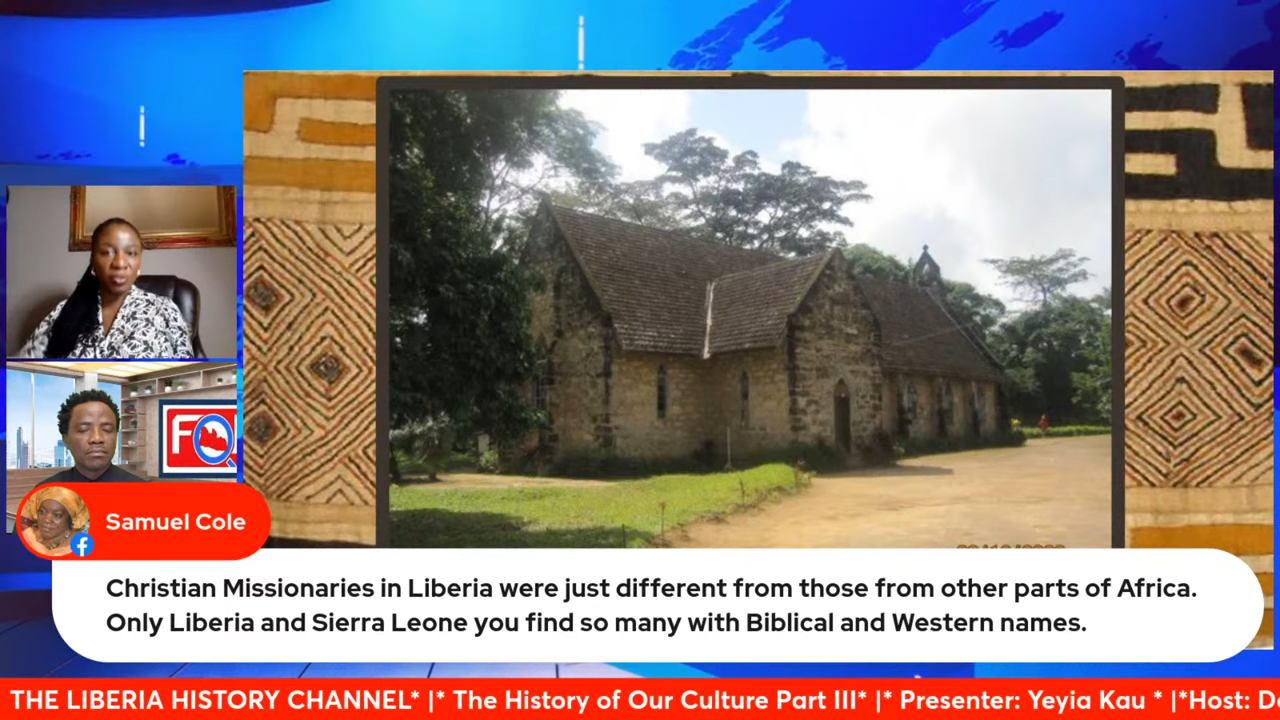 FQ
Samuel Cole
Christian Missionaries in Liberia were just different from those from other parts of Africa.
Only Liberia and Sierra Leone you find so many with Biblical and Western names.
THE LIBERIA HISTORY CHANNEL* |* The History of Our Culture Part III* |* Presenter: Yeyia Kau * |*Host: